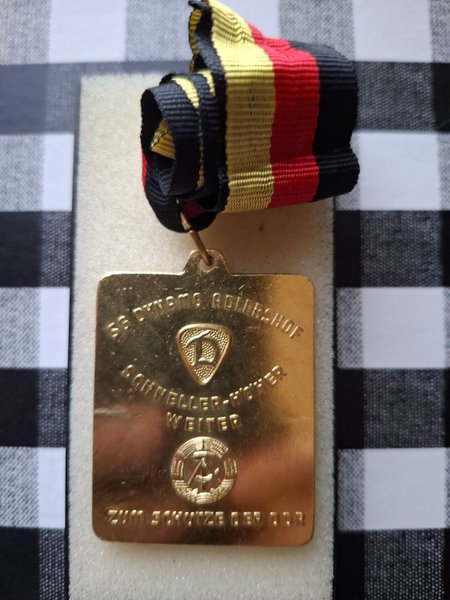 SG DYNAMO ADLERSHOF
D
SCHNELLER-HÖHER
WEITER
ZUM SCHUTZE DER DDR